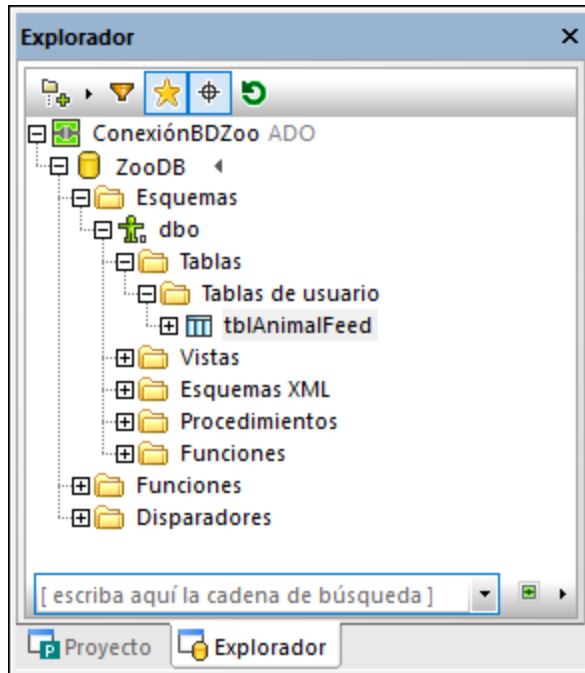 Explorador
ConexiónBDZoo ADO
ZooDB
Esquemas
dbo
Tablas
Tablas de usuario
tblAnimalFeed
Vistas
Esquemas XML
Procedimientos
Funciones
Funciones
Disparadores
[ escriba aquí la cadena de búsqueda ]
Proyecto Explorador